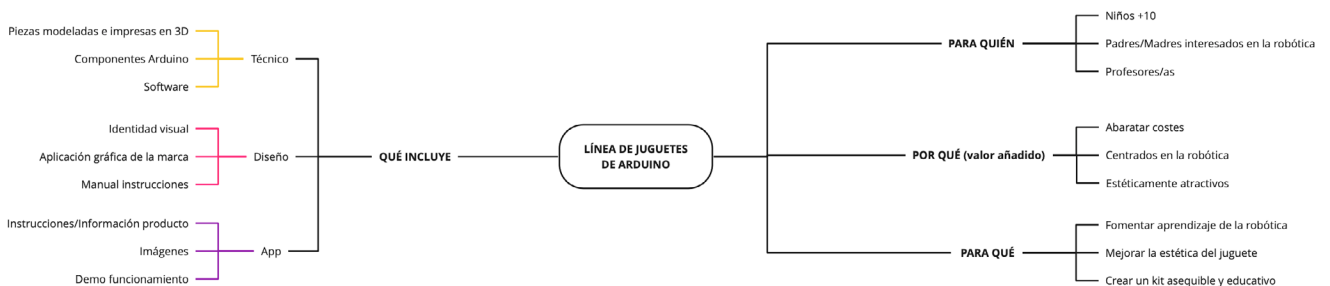 Piezas modeladas e impresas en 3D
Componentes Arduino
Software
Técnico
Identidad visual
Aplicación gráfica de la marca
Manual instrucciones
Diseño
Instrucciones/Información producto
Imágenes
Demo funcionamiento
App
QUÉ INCLUYE
LÍNEA DE JUGUETES
DE ARDUINO
PARA QUIÉN
Niños +10
Padres/Madres interesados en la robótica
Profesores/as
POR QUÉ (valor añadido)
Abaratar costes
Centrados en la robótica
Estéticamente atractivos
PARA QUÉ
Fomentar aprendizaje de la robótica
Mejorar la estética del juguete
Crear un kit asequible y educativo